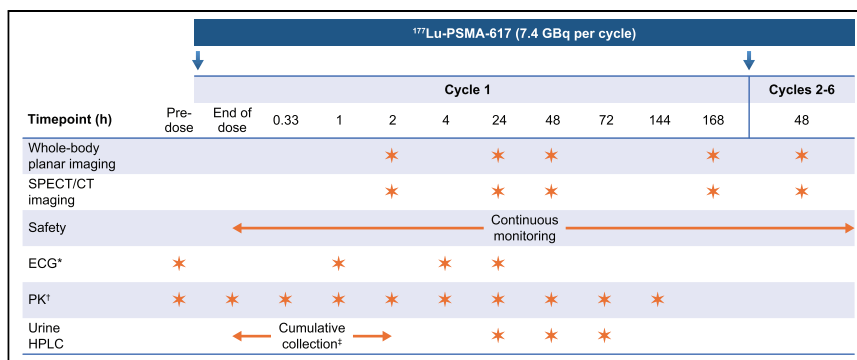 ¹⁷⁷Lu-PSMA-617 (7.4 GBq per cycle)
Cycle 1 Cycles 2-6
Timepoint (h) Pre-dose End of dose 0.33 1 2 4 24 48 72 144 168 48
Whole-body
planar imaging
SPECT/CT
imaging
Safety Continuous
monitoring
ECG*
PK†
Urine Cumulative
HPLC collection‡